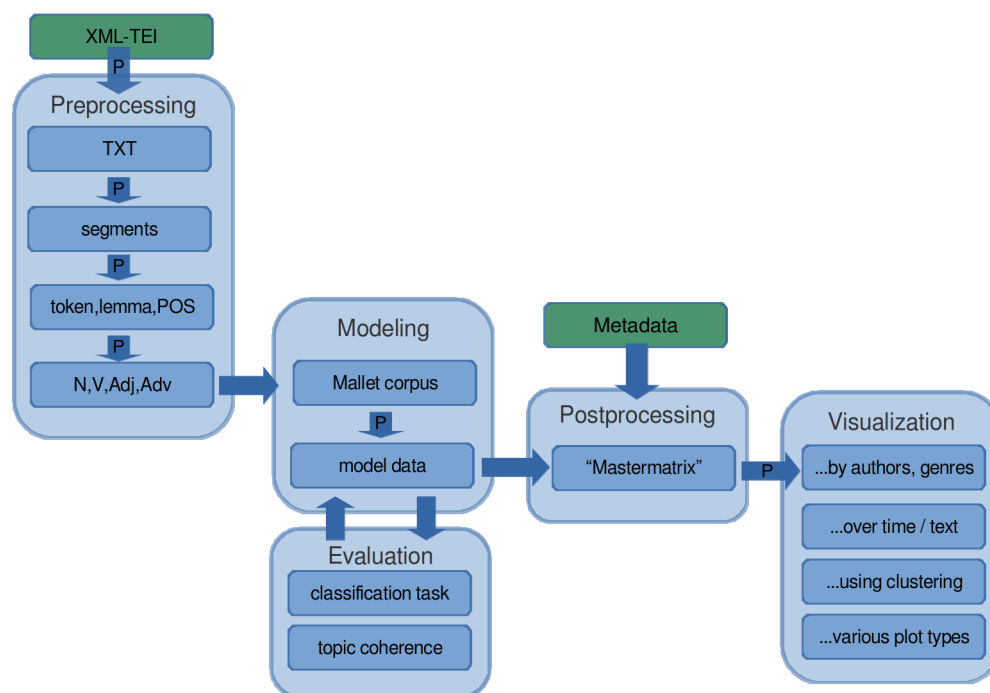 XML-TEI
P
Preprocessing
TXT
P
segments
P
token,lemma,POS
P
N,V,Adj,Adv
Modeling
Mallet corpus
P
model data
Evaluation
classification task
topic coherence
Metadata
Postprocessing
“Mastermatrix”
P
Visualization
...by authors, genres
...over time / text
...using clustering
...various plot types